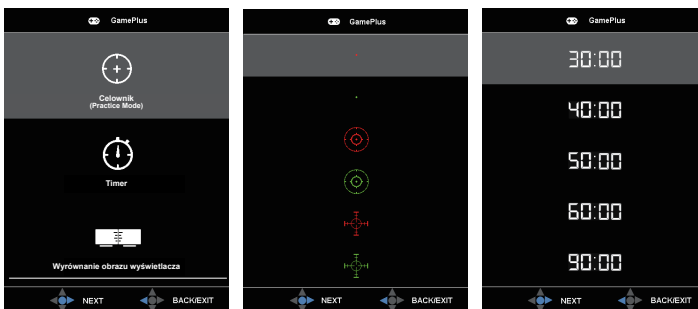 GamePlus
Celownik
(Practice Mode)
Timer
Wyrównanie obrazu wyświetlacza
NEXT BACK/EXIT
GamePlus
NEXT BACK/EXIT
GamePlus
30:00
40:00
50:00
60:00
90:00
NEXT BACK/EXIT